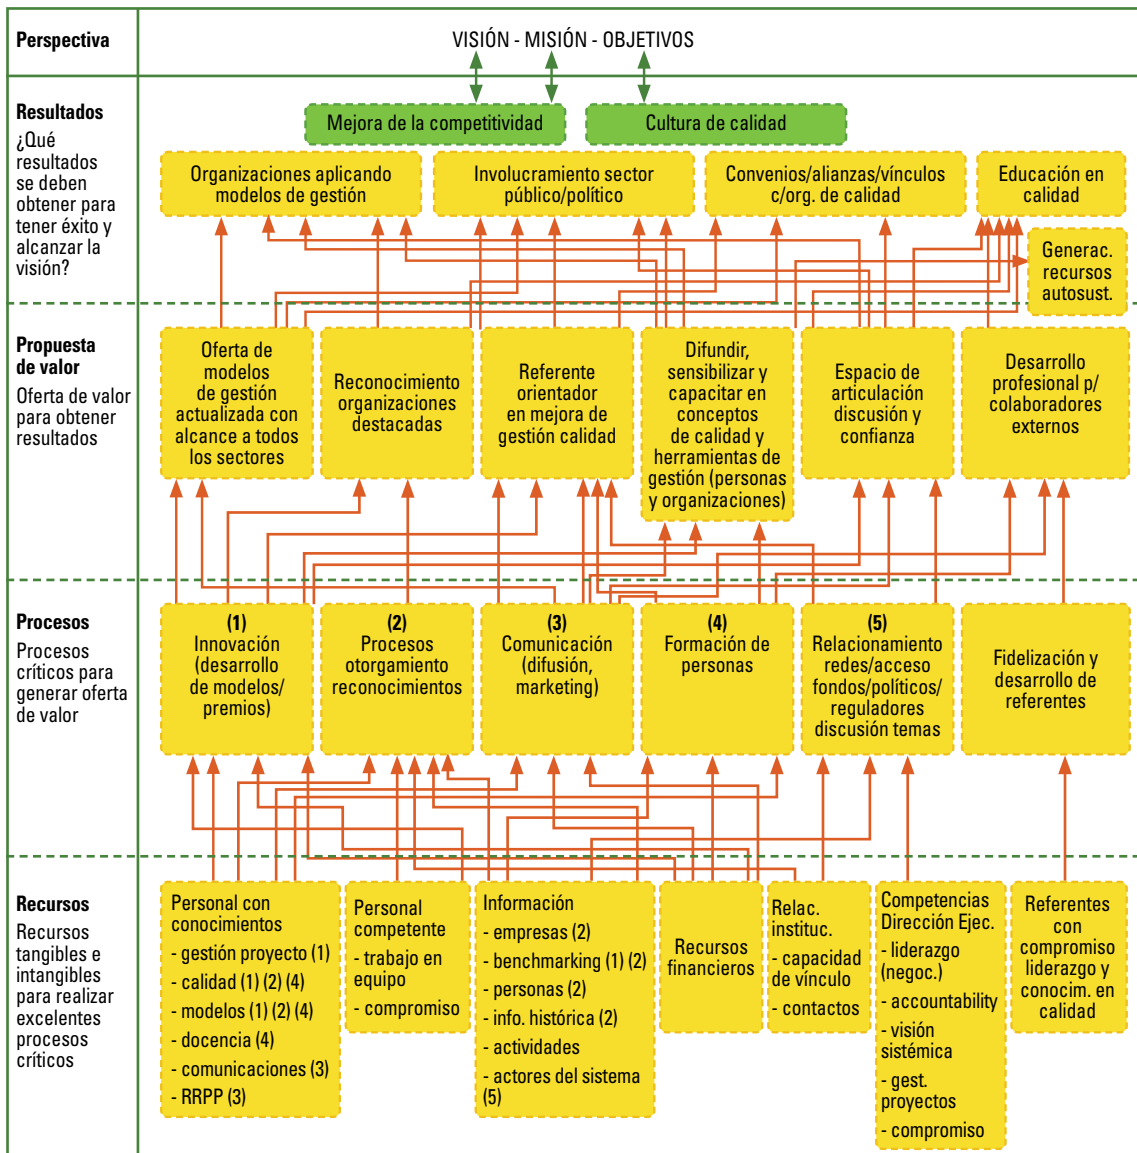 Perspectiva
VISIÓN - MISIÓN - OBJETIVOS
Resultados
¿Qué
resultados
se deben
obtener para
tener éxito y
alcanzar la
visión?
Mejora de la competitividad
Cultura de calidad
Organizaciones aplicando
modelos de gestión
Involucramiento sector
público/político
Convenios/alianzas/vínculos
c/org. de calidad
Educación en
calidad
Generac.
recursos
autosust.
Propuesta
de valor
Oferta de valor
para obtener
resultados
Oferta de
modelos
de gestión
actualizada con
alcance a todos
los sectores
Reconocimiento
organizaciones
destacadas
Referente
orientador
en mejora de
gestión calidad
Difundir,
sensibilizar y
capacitar en
conceptos
de calidad y
herramientas de
gestión (personas
y organizaciones)
Espacio de
articulación
discusión y
confianza
Desarrollo
profesional p/
colaboradores
externos
Procesos
Procesos
críticos para
generar oferta
de valor
(1)
Innovación
(desarrollo
de modelos/
premios)
(2)
Procesos
otorgamiento
reconocimientos
(3)
Comunicación
(difusión,
marketing)
(4)
Formación de
personas
(5)
Relacionamiento
redes/acceso
fondos/políticos/
reguladores
discusión temas
Fidelización y
desarrollo de
referentes
Recursos
Recursos
tangibles e
intangibles
para realizar
excelentes
procesos
críticos
Personal con
conocimientos
- gestión proyecto (1)
- calidad (1) (2) (4)
- modelos (1) (2) (4)
- docencia (4)
- comunicaciones (3)
- RRPP (3)
Personal
competente
- trabajo en
equipo
- compromiso
Información
- empresas (2)
- benchmarking (1) (2)
- personas (2)
- info. histórica (2)
- actividades
- actores del sistema
(5)
Recursos
financieros
Relac.
instituc.
- capacidad
de vínculo
- contactos
Competencias
Dirección Ejec.
- liderazgo
(negoc.)
- accountability
- visión
sistémica
- gest.
proyectos
- compromiso
Referentes
con
compromiso
liderazgo y
conocim. en
calidad